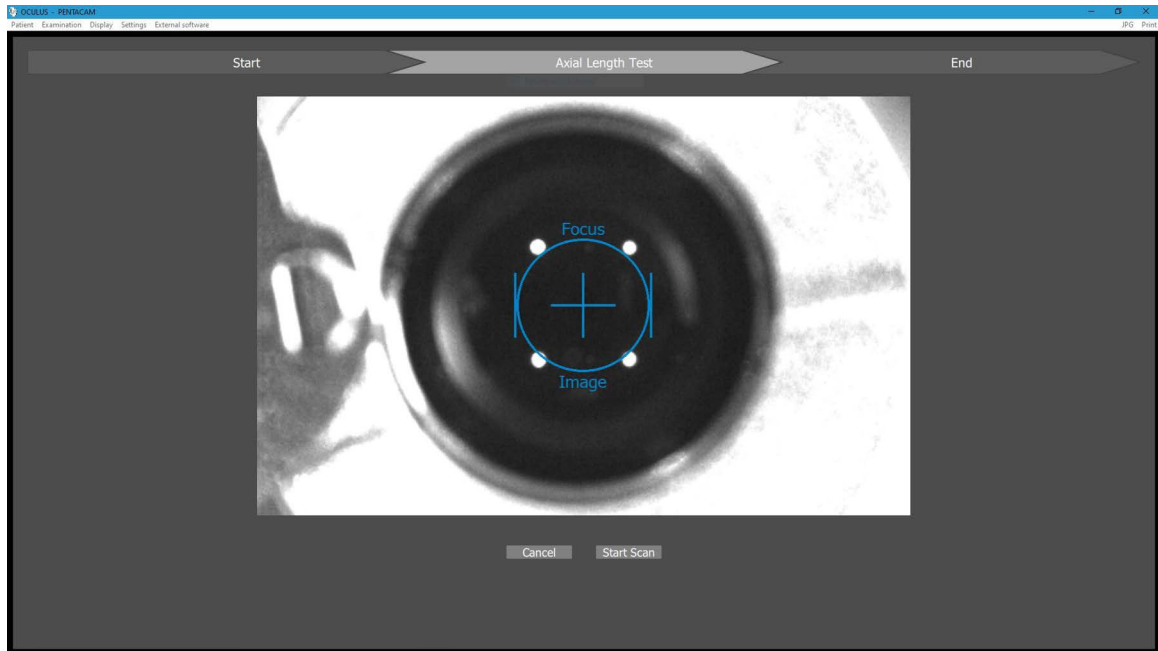 OCULUS - PENTACAM
Patient Examination Display Settings External software JPG Print
Start Axial Length Test End
Focus
Image
Cancel Start Scan